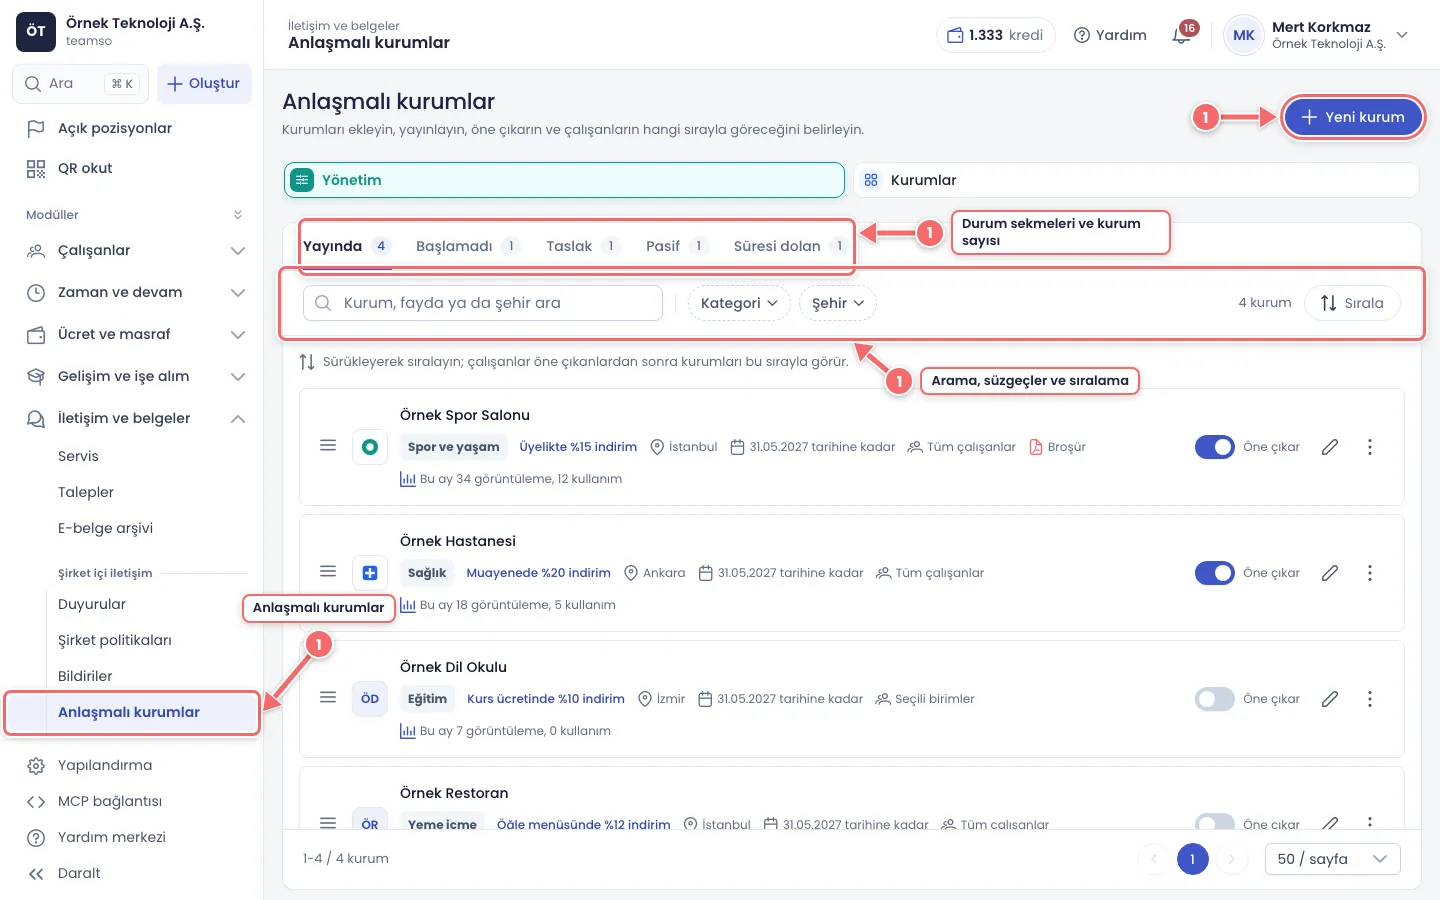 ÖT
Örnek Teknoloji A.Ş.
teamso
Ara
⌘ K
Oluştur
Açık pozisyonlar
QR okut
Modüller
Çalışanlar
Zaman ve devam
Ücret ve masraf
Gelişim ve işe alım
İletişim ve belgeler
Servis
Talepler
E-belge arşivi
Şirket içi iletişim
Duyurular
Şirket politikaları
Bildiriler
Anlaşmalı kurumlar
Yapılandırma
MCP bağlantısı
Yardım merkezi
Daralt
Anlaşmalı kurumlar
1
İletişim ve belgeler
Anlaşmalı kurumlar
1.333 kredi
Yardım
16
MK
Mert Korkmaz
Örnek Teknoloji A.Ş.
Anlaşmalı kurumlar
Kurumları ekleyin, yayınlayın, öne çıkarın ve çalışanların hangi sırayla göreceğini belirleyin.
1
Yeni kurum
Yönetim
Kurumlar
Yayında 4
Başlamadı 1
Taslak 1
Pasif 1
Süresi dolan 1
1
Durum sekmeleri ve kurum
sayısı
Kurum, fayda ya da şehir ara
Kategori
Şehir
4 kurum
Sırala
Sürükleyerek sıralayın; çalışanlar öne çıkanlardan sonra kurumları bu sırayla görür.
1
Arama, süzgeçler ve sıralama
Örnek Spor Salonu
Spor ve yaşam Üyelikte %15 indirim İstanbul 31.05.2027 tarihine kadar Tüm çalışanlar Broşür
Öne çıkar
Bu ay 34 görüntüleme, 12 kullanım
Örnek Hastanesi
Sağlık Muayenede %20 indirim Ankara 31.05.2027 tarihine kadar Tüm çalışanlar
Öne çıkar
Bu ay 18 görüntüleme, 5 kullanım
Örnek Dil Okulu
ÖD
Eğitim Kurs ücretinde %10 indirim İzmir 31.05.2027 tarihine kadar Seçili birimler
Öne çıkar
Bu ay 7 görüntüleme, 0 kullanım
Örnek Restoran
ÖR
Yeme içme Öğle menüsünde %12 indirim İstanbul 31.05.2027 tarihine kadar Tüm çalışanlar
Öne çıkar
1-4 / 4 kurum
1
50 / sayfa